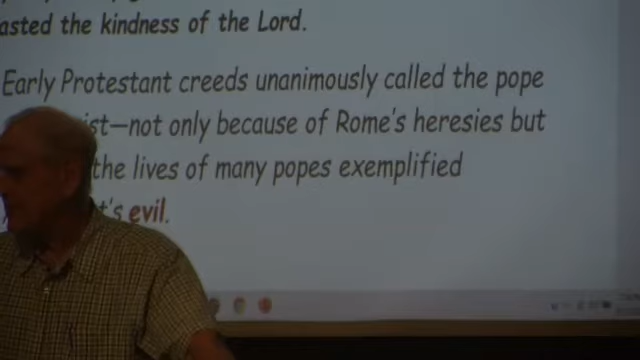 asted the kindness of the Lord.
Early Protestant creeds unanimously called the pope
st—not only because of Rome's heresies but
the lives of many popes exemplified
t's evil.